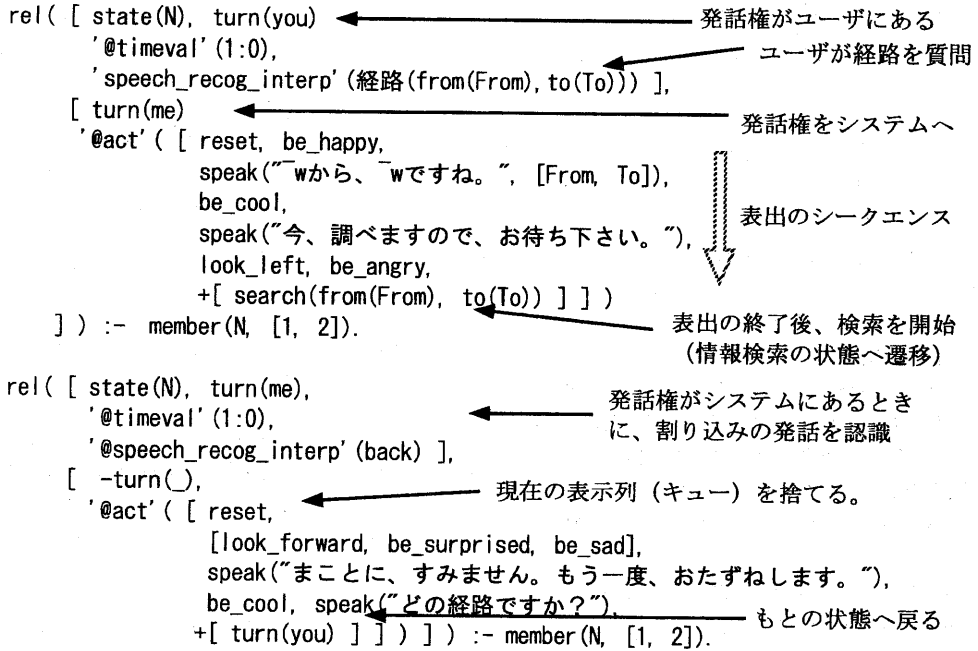 rel( [ state(N), turn(you) 発話権がユーザにある
'@timeval'(1:0), ユーザが経路を質問
'speech_recog_interp'(経路(from(From), to(To))) ],
[ turn(me) 発話権をシステムへ
'@act'( [ reset, be_happy,
speak("¯wから、¯wですね。", [From, To]),
be_cool, 表出のシークエンス
speak("今、調べますので、お待ち下さい。"),
look_left, be_angry,
+[ search(from(From), to(To)) ] ] )
] ) :- member(N, [1, 2]). 表出の終了後、検索を開始
(情報検索の状態へ遷移)
rel( [ state(N), turn(me), 発話権がシステムにあるとき
'@timeval'(1:0), に、割り込みの発話を認識
'@speech_recog_interp'(back) ],
[ -turn(_), 現在の表示列(キュー)を捨てる。
'@act'( [ reset,
[look_forward, be_surprised, be_sad],
speak("まことに、すみません。もう一度、おたずねします。"),
be_cool, speak("どの経路ですか?"), もとの状態へ戻る
+[ turn(you) ] ] ) ] ) :- member(N, [1, 2]).